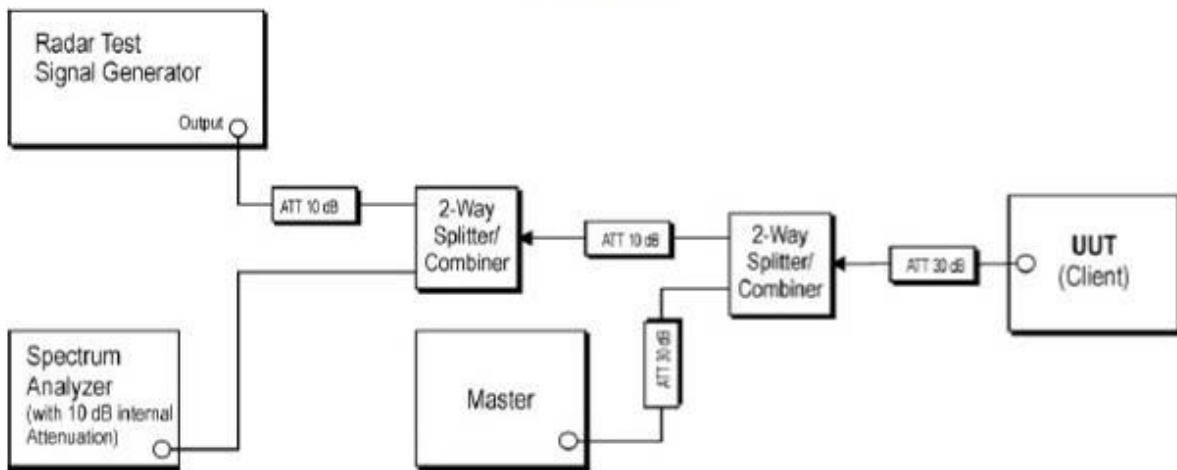 Radar Test
Signal Generator
Output
ATT 10 dB
2-Way
Splitter/
Combiner
ATT 10 dB
2-Way
Splitter/
Combiner
ATT 30 dB
UUT
(Client)
Spectrum
Analyzer
(with 10 dB internal
Attenuation)
Master
ATT 30 dB